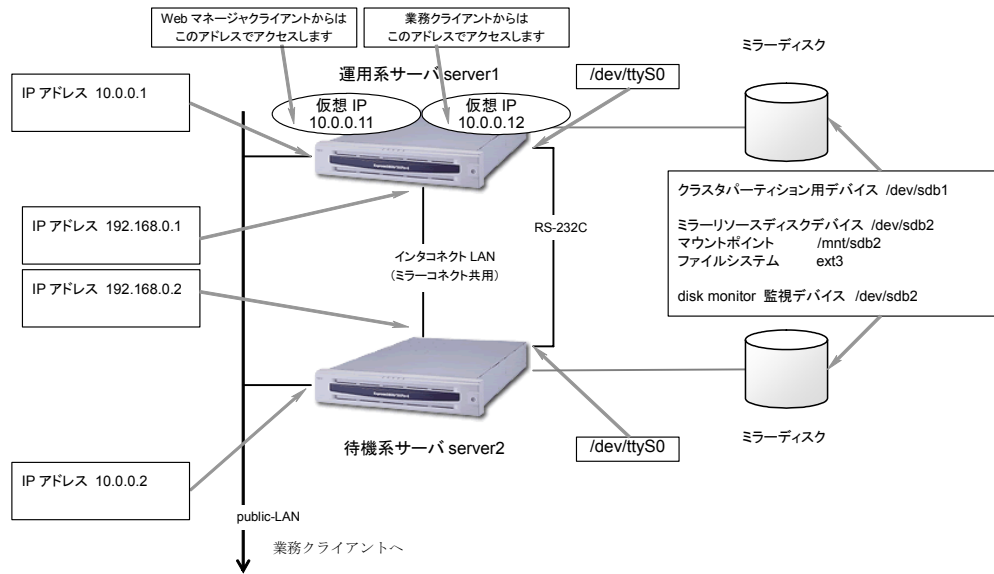 Web マネージャクライアントからは
このアドレスでアクセスします
業務クライアントからは
このアドレスでアクセスします
ミラーディスク
運用系サーバ server1
/dev/ttyS0
IP アドレス 10.0.0.1
仮想 IP
10.0.0.11
仮想 IP
10.0.0.12
クラスタパーティション用デバイス /dev/sdb1
ミラーリソースディスクデバイス /dev/sdb2
マウントポイント /mnt/sdb2
ファイルシステム ext3
disk monitor 監視デバイス /dev/sdb2
IP アドレス 192.168.0.1
RS-232C
インタコネクト LAN
（ミラーコネクト共用）
IP アドレス 192.168.0.2
待機系サーバ server2
/dev/ttyS0
ミラーディスク
IP アドレス 10.0.0.2
public-LAN
業務クライアントへ